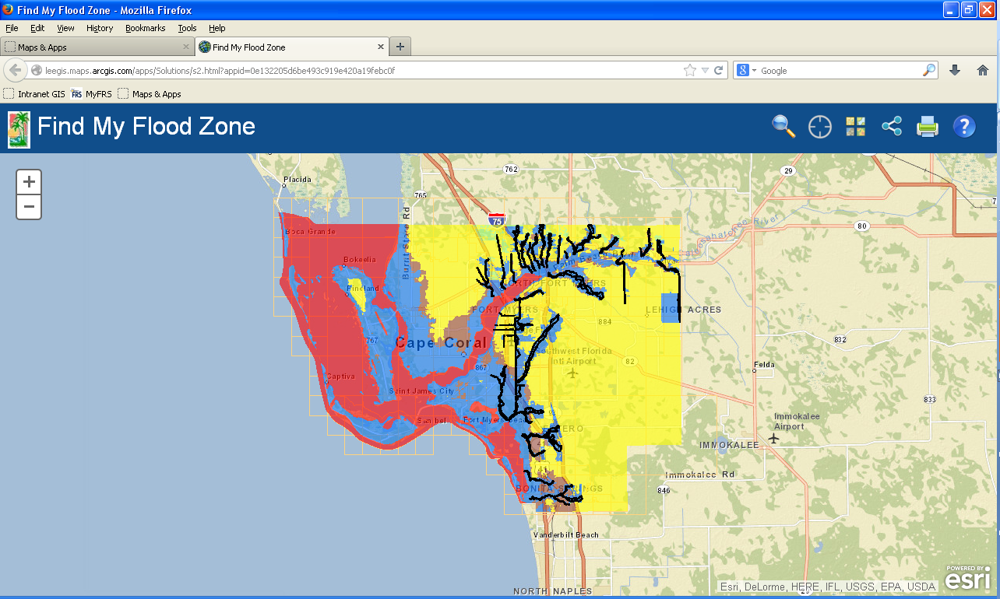 Find My Flood Zone - Mozilla Firefox
File Edit View History Bookmarks Tools Help
Maps & Apps
Find My Flood Zone
leegis.maps.arcgis.com/apps/Solutions/s2.html?appid=0e132205d6be493c919e420a19febc0f
Google
Intranet GIS
FRS MyFRS
Maps & Apps
Find My Flood Zone
Placida
762
29
765
75
80
Boca Grande
Burnt Store Rd
Bokeelia
Pineland
NORTH FORT MYERS
FORT MYERS
LEHIGH ACRES
884
767
Cape Coral
832
Southwest Florida
Intl Airport
82
Felda
867
Captiva
Saint James City
833
Sanibel
Fort Myers Beach
Immokalee
Airport
IMMOKALEE
Immokalee Rd
BONITA SPRINGS
846
Vanderbilt Beach
NORTH NAPLES
Esri, DeLorme, HERE, IFL, USGS, EPA, USDA
POWERED BY
esri